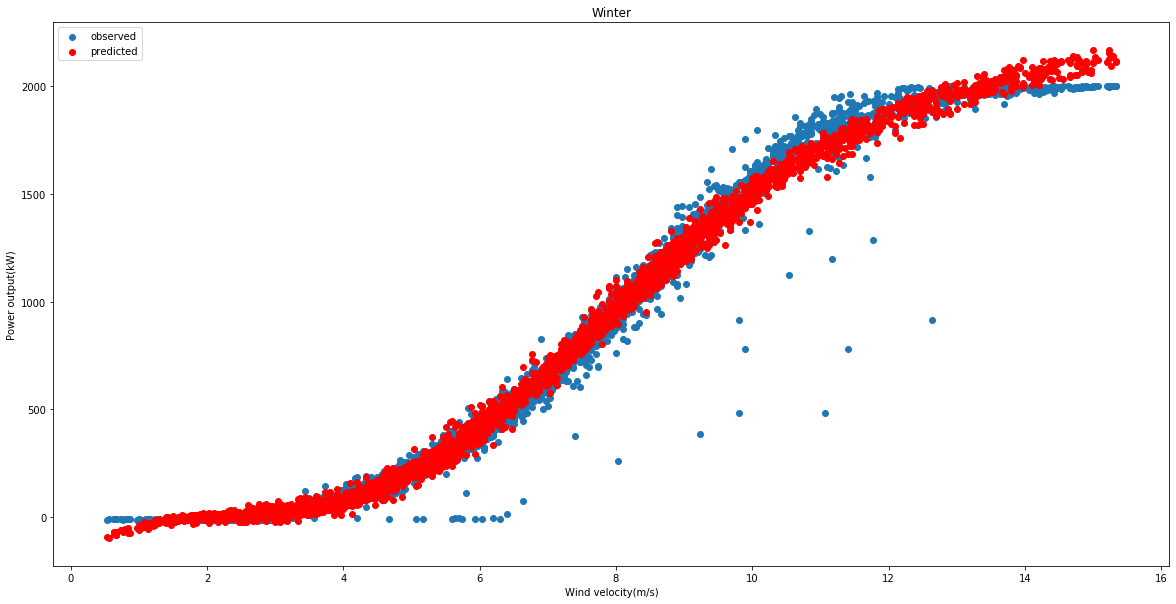 Winter
observed
predicted
2000
1500
1000
500
0
Power output(kW)
0 2 4 6 8 10 12 14 16
Wind velocity(m/s)